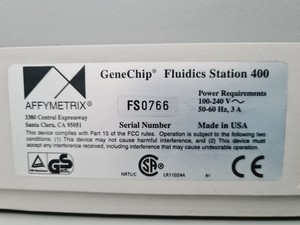 GeneChip® Fluidics Station 400
AFFYMETRIX®
3380 Central Expressway
Santa Clara, CA 95051
FS0766
Serial Number
Power Requirements
100-240 V~
50-60 Hz, 3 A
Made in USA
This device complies with Part 15 of the FCC rules. Operation is subject to the following two
conditions: (1) This device may not cause harmful interference, and (2) This device must accept any
interference received, including interference that may cause undesired operation.
GS
NRTL/C
LR110244